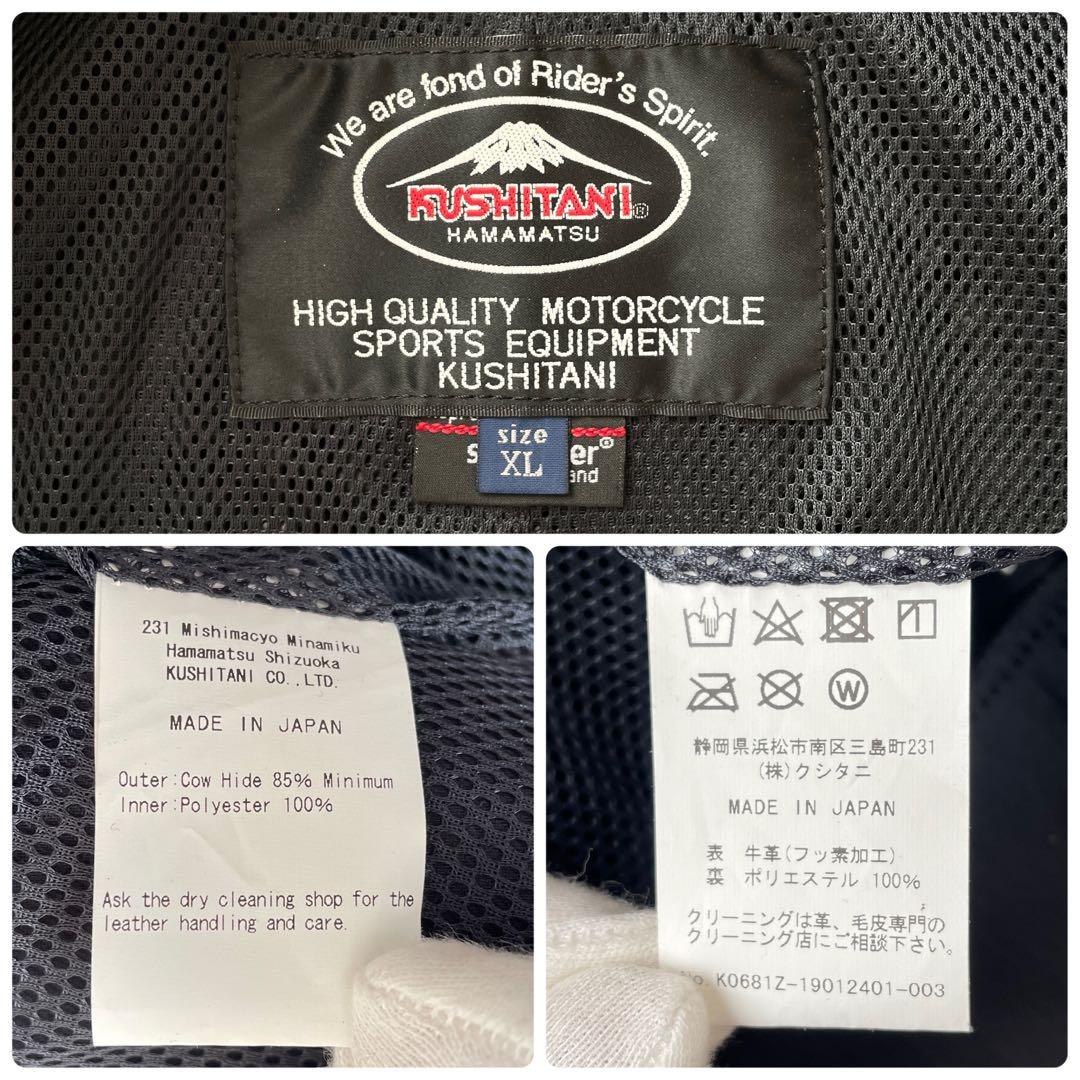 We are fond of Rider's Spirit.
KUSHITANI®
HAMAMATSU
HIGH QUALITY MOTORCYCLE
SPORTS EQUIPMENT
KUSHITANI
size
XL
231 Mishimacyo Minamiku
Hamamatsu Shizuoka
KUSHITANI CO.,LTD.
MADE IN JAPAN
Outer:Cow Hide 85% Minimum
Inner:Polyester 100%
Ask the dry cleaning shop for the
leather handling and care.
W
静岡県浜松市南区三島町231
(株)クシタニ
MADE IN JAPAN
表 牛革(フッ素加工)
裏 ポリエステル 100%
クリーニングは革、毛皮専門の
クリーニング店にご相談下さい。
No. K0681Z-19012401-003